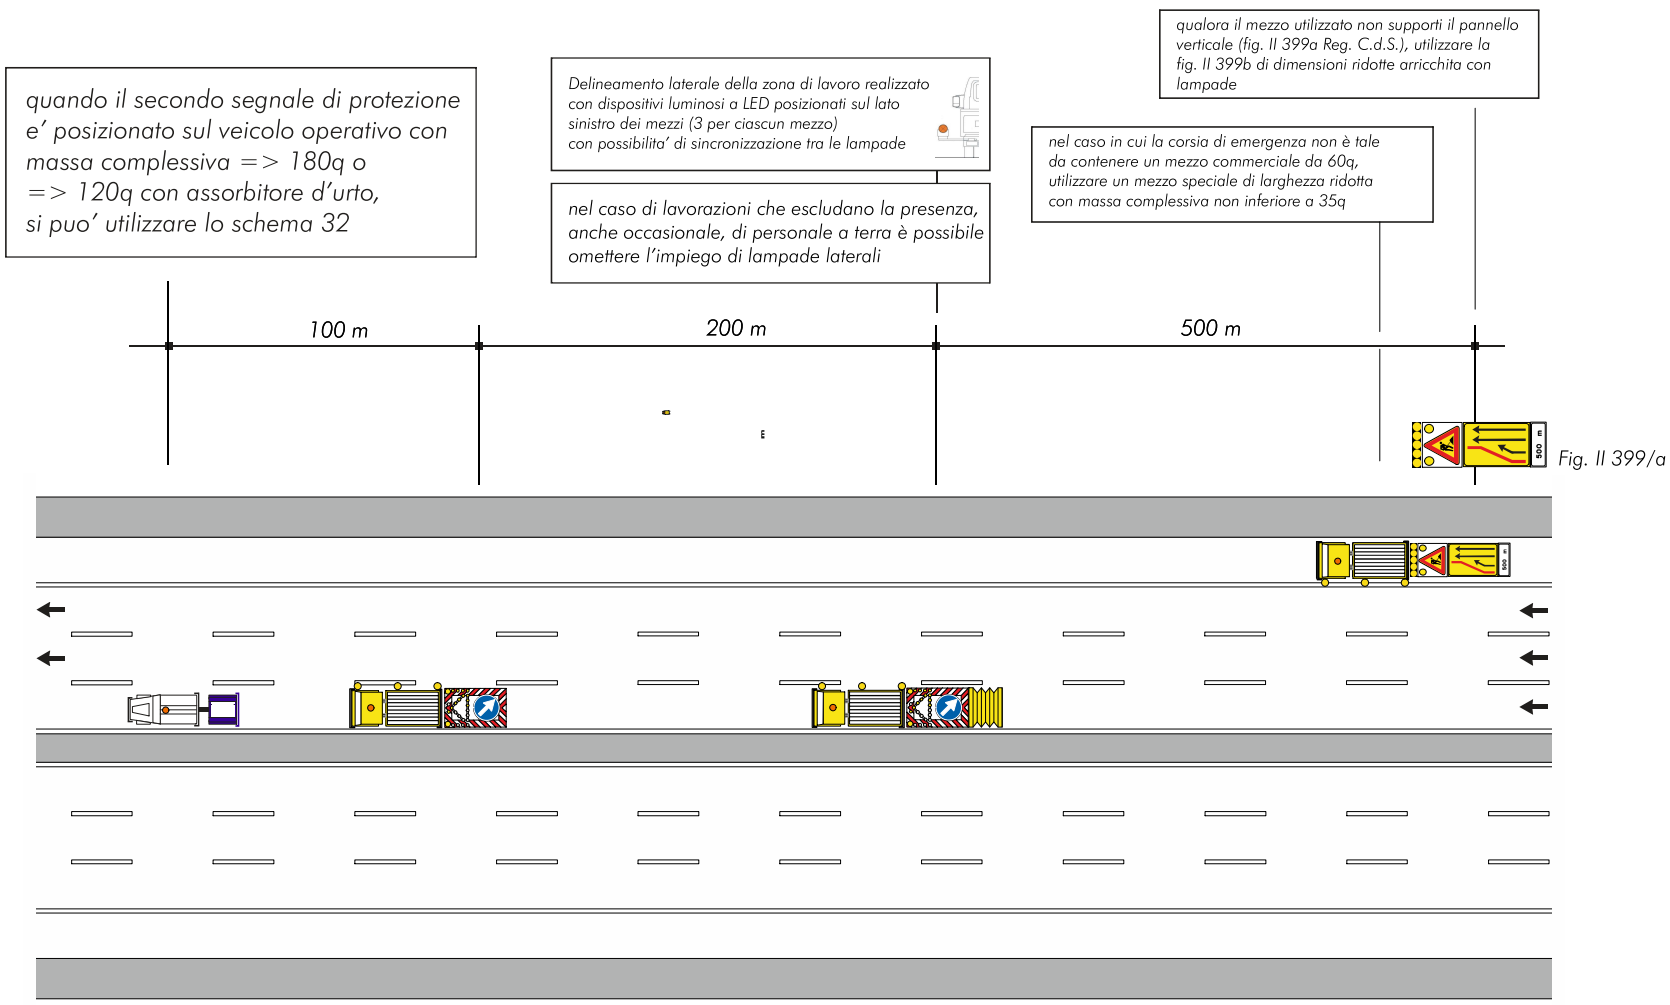 qualora il mezzo utilizzato non supporti il pannello
verticale (fig. II 399a Reg. C.d.S.), utilizzare la
fig. II 399b di dimensioni ridotte arricchita con
lampade
quando il secondo segnale di protezione
e' posizionato sul veicolo operativo con
massa complessiva => 180q o
=> 120q con assorbitore d'urto,
si puo' utilizzare lo schema 32
Delineamento laterale della zona di lavoro realizzato
con dispositivi luminosi a LED posizionati sul lato
sinistro dei mezzi (3 per ciascun mezzo)
con possibilita' di sincronizzazione tra le lampade
nel caso di lavorazioni che escludano la presenza,
anche occasionale, di personale a terra è possibile
omettere l'impiego di lampade laterali
nel caso in cui la corsia di emergenza non è tale
da contenere un mezzo commerciale da 60q,
utilizzare un mezzo speciale di larghezza ridotta
con massa complessiva non inferiore a 35q
100 m
200 m
500 m
m
500 m
Fig. II 399/a
500 m